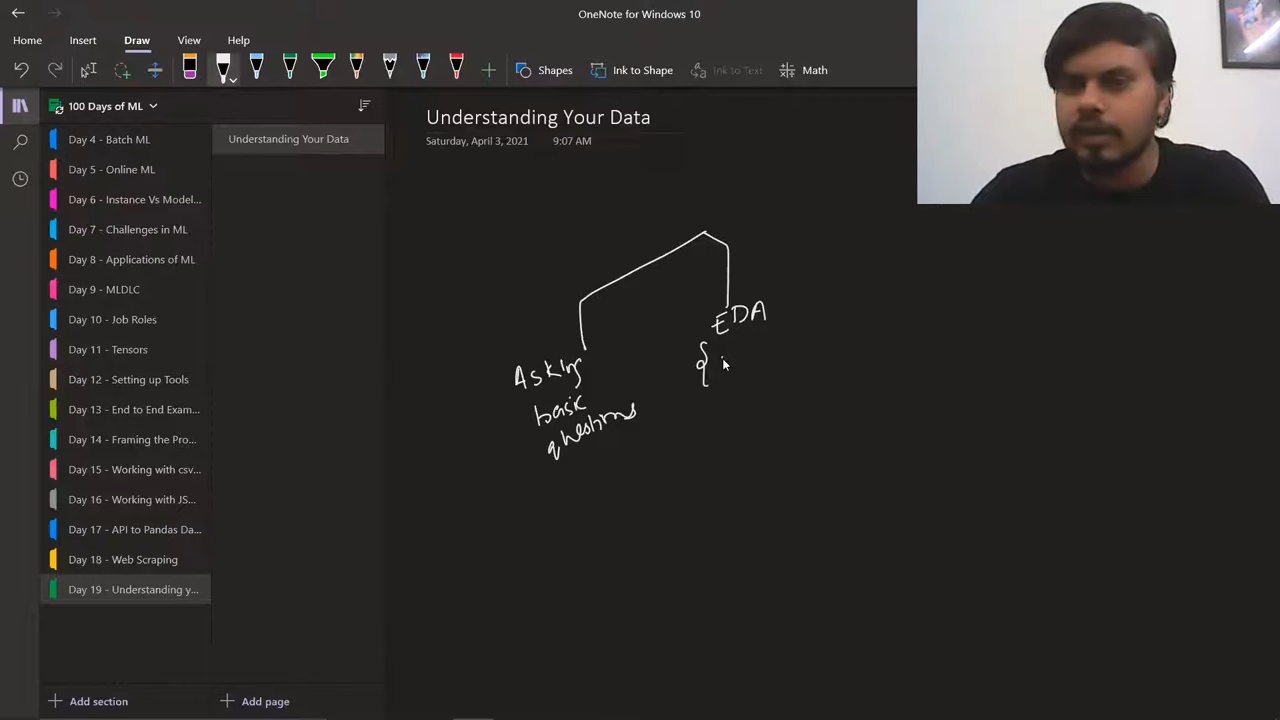 OneNote for Windows 10
Home Insert Draw View Help
Shapes Ink to Shape Ink to Text Math
100 Days of ML
Day 4 - Batch ML
Day 5 - Online ML
Day 6 - Instance Vs Model...
Day 7 - Challenges in ML
Day 8 - Applications of ML
Day 9 - MLDLC
Day 10 - Job Roles
Day 11 - Tensors
Day 12 - Setting up Tools
Day 13 - End to End Exam...
Day 14 - Framing the Pro...
Day 15 - Working with csv...
Day 16 - Working with JS...
Day 17 - API to Pandas Da...
Day 18 - Web Scraping
Day 19 - Understanding y...
Add section
Understanding Your Data
Add page
Understanding Your Data
Saturday, April 3, 2021 9:07 AM
Asking
basic
questions
EDA
{